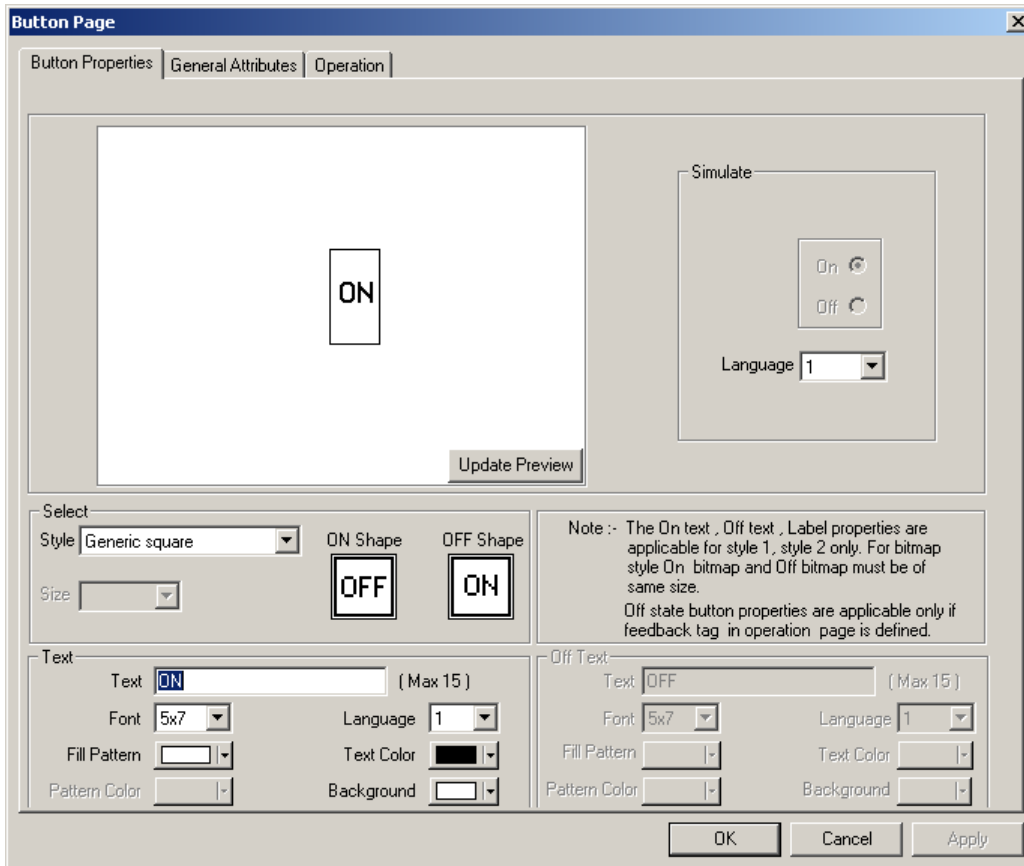 Button Page
Button Properties General Attributes Operation
ON
Update Preview
Simulate
On
Off
Language 1
Select
Style Generic square
Size
ON Shape OFF Shape
OFF ON
Note :- The On text , Off text , Label properties are
applicable for style 1, style 2 only. For bitmap
style On bitmap and Off bitmap must be of
same size.
Off state button properties are applicable only if
feedback tag in operation page is defined.
Text
Text ON ( Max 15 )
Font 5x7 Language 1
Fill Pattern Text Color
Pattern Color Background
Off Text
Text OFF ( Max 15 )
Font 5x7 Language 1
Fill Pattern Text Color
Pattern Color Background
OK Cancel Apply